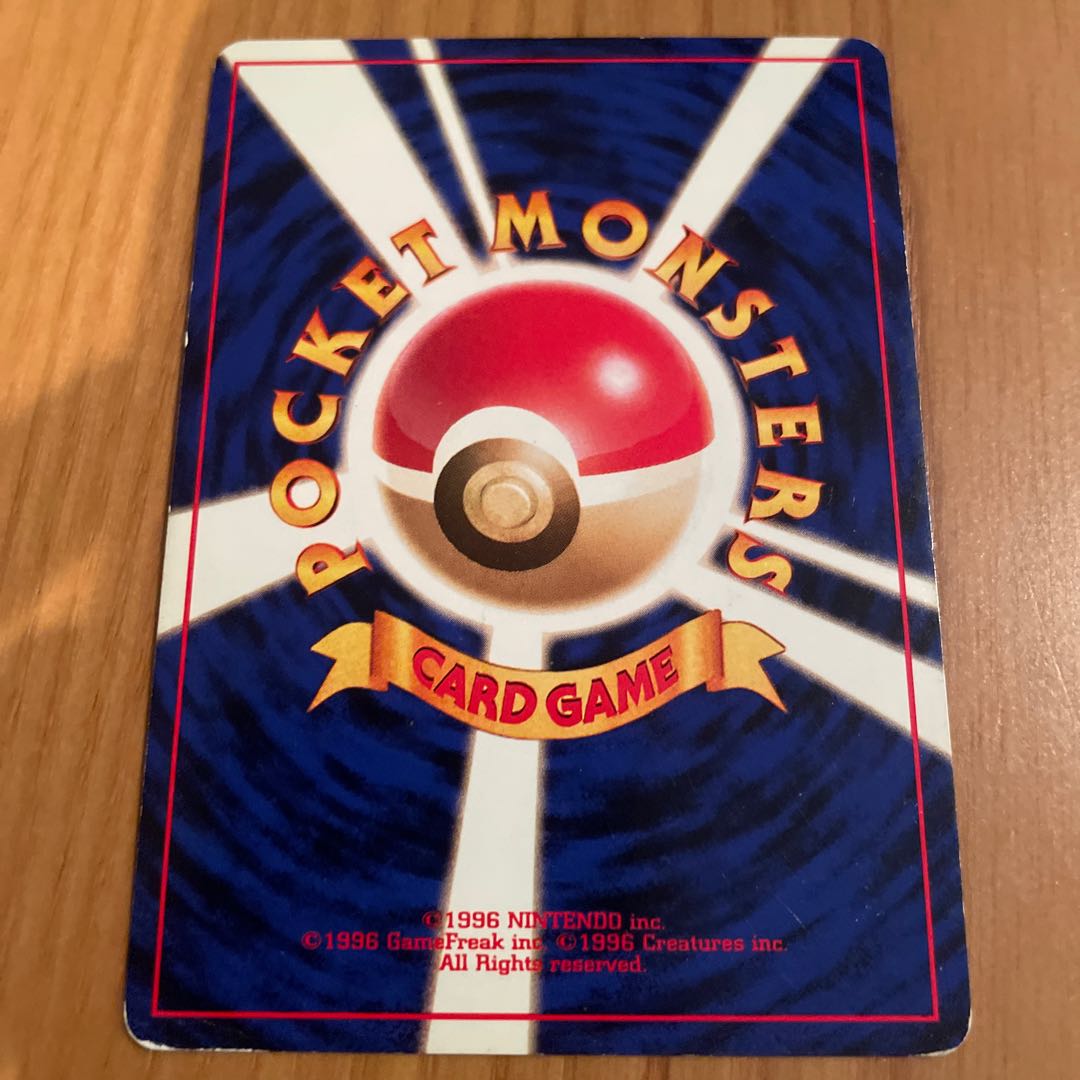 POCKET MONSTERS
CARD GAME
©1996 NINTENDO inc.
©1996 GameFreak inc. ©1996 Creatures inc.
All Rights reserved.